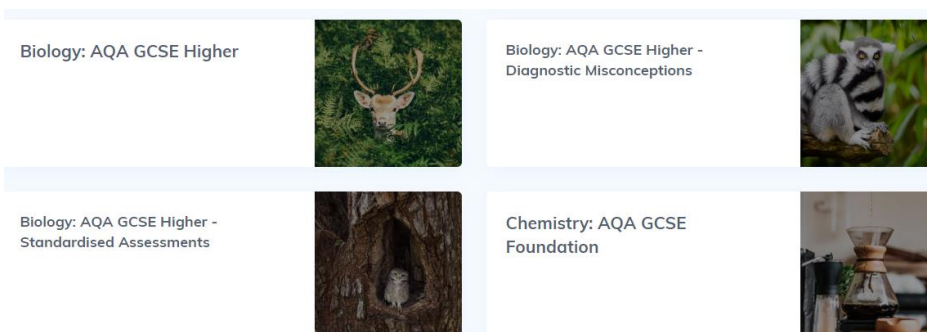 Biology: AQA GCSE Higher
Biology: AQA GCSE Higher -
Diagnostic Misconceptions
Biology: AQA GCSE Higher -
Standardised Assessments
Chemistry: AQA GCSE
Foundation